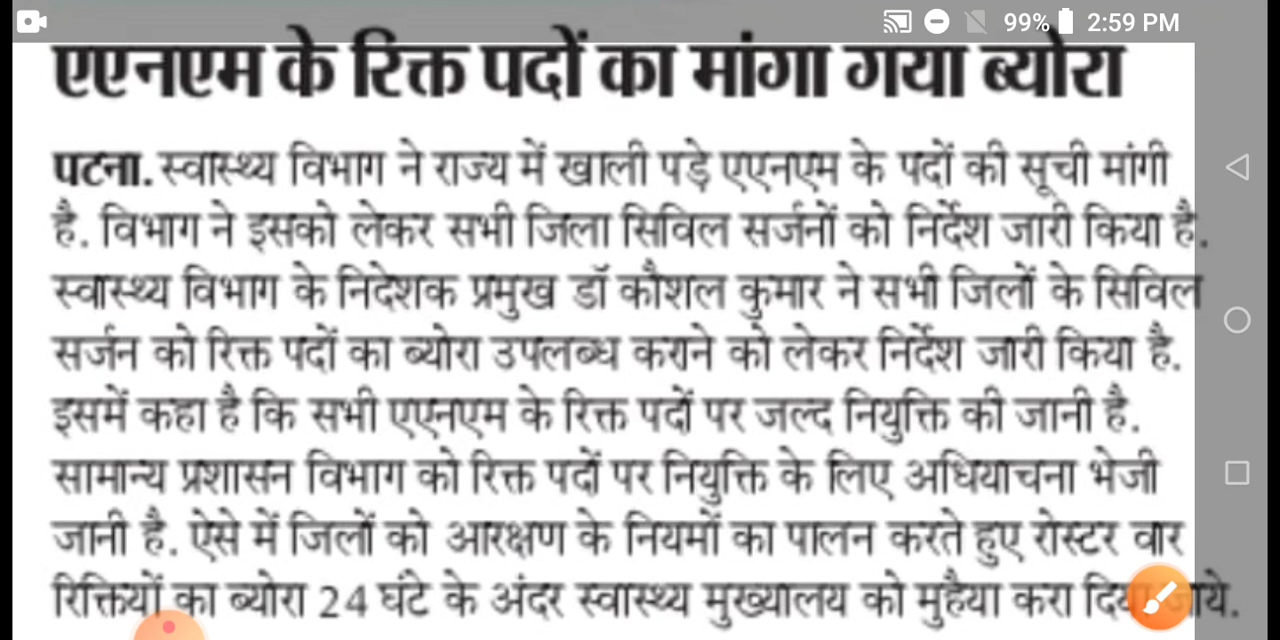 99% 2:59 PM
एएनएम के रिक्त पदों का मांगा गया ब्योरा
पटना. स्वास्थ्य विभाग ने राज्य में खाली पड़े एएनएम के पदों की सूची मांगी
है. विभाग ने इसको लेकर सभी जिला सिविल सर्जनों को निर्देश जारी किया है.
स्वास्थ्य विभाग के निदेशक प्रमुख डॉ कौशल कुमार ने सभी जिलों के सिविल
सर्जन को रिक्त पदों का ब्योरा उपलब्ध कराने को लेकर निर्देश जारी किया है.
इसमें कहा है कि सभी एएनएम के रिक्त पदों पर जल्द नियुक्ति की जानी है.
सामान्य प्रशासन विभाग को रिक्त पदों पर नियुक्ति के लिए अधियाचना भेजी
जानी है. ऐसे में जिलों को आरक्षण के नियमों का पालन करते हुए रोस्टर वार
रिक्तियों का ब्योरा 24 घंटे के अंदर स्वास्थ्य मुख्यालय को मुहैया करा